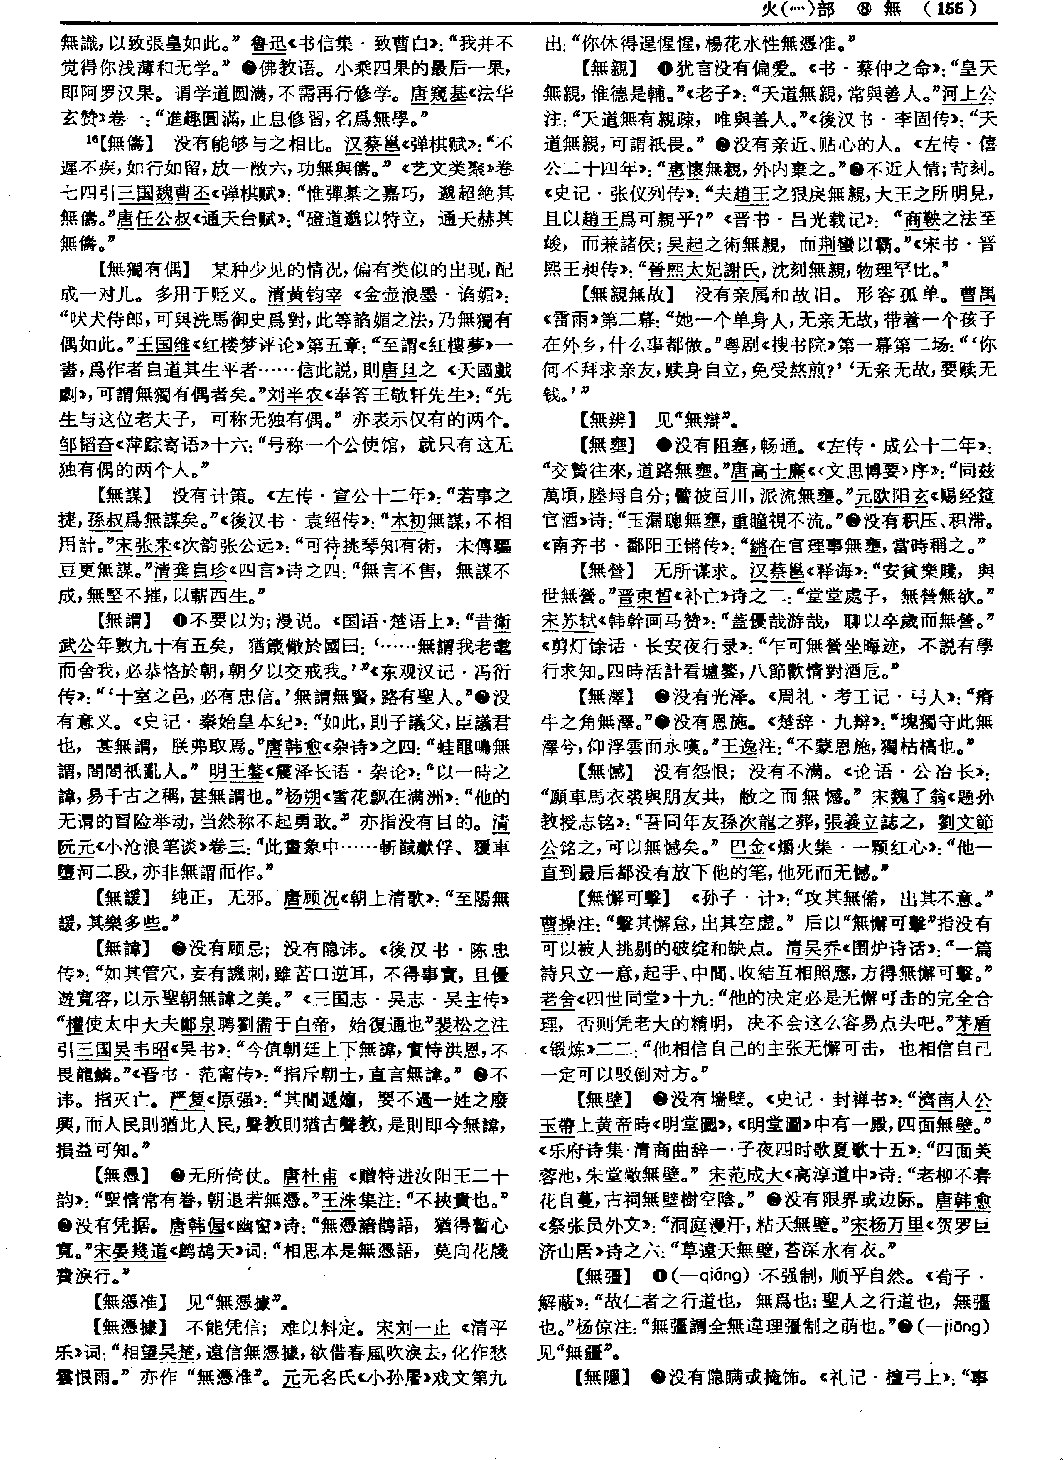 火(灬)部 ⑧ 無 (155)
無識,以致張皇如此。”魯迅《书信集·致曹白》:“我并不
觉得你浅薄和无学。”❷佛教语。小乘四果的最后一果,
即阿罗汉果。谓学道圆满,不需再行修学。唐窥基《法华
玄赞》卷一:“進趣圓滿,止息修習,名爲無學。”
16【無儔】 没有能够与之相比。汉蔡邕《弹棋赋》:“不
遲不疾,如行如留,放一敝六,功無與儔。”《艺文类聚》卷
七四引三国魏曹丕《弹棋赋》:“惟彈棊之嘉巧,邈超絶其
無儔。”唐任公叔《通天台赋》:“磴道邈以特立,通天赫其
無儔。”
【無獨有偶】 某种少见的情况,偏有类似的出现,配
成一对儿。多用于贬义。清黄钧宰《金壶浪墨·谄媚》:
“吠犬侍郎,可與洗馬御史爲對,此等諂媚之法,乃無獨有
偶如此。”王国维《红楼梦评论》第五章:“至謂《紅樓夢》一
書,爲作者自道其生平者……信此説,則唐旦之《天國戲
劇》,可謂無獨有偶者矣。”刘半农《奉答王敬轩先生》:“先
生与这位老夫子,可称无独有偶。”亦表示仅有的两个。
邹韬奋《萍踪寄语》十六:“号称一个公使馆,就只有这无
独有偶的两个人。”
【無謀】 没有计策。《左传·宣公十二年》:“若事之
捷,孫叔爲無謀矣。”《後汉书·袁绍传》:“本初無謀,不相
用計。”宋张耒《次韵张公远》:“可待挑琴知有術,未傳驅
豆更無謀。”清龚自珍《四言》诗之四:“無言不售,無謀不
成,無堅不摧,以蘄西生。”
【無謂】 ❶不要以为;漫说。《国语·楚语上》:“昔衛
武公年數九十有五矣,猶箴儆於國曰:‘……無謂我老耄
而舍我,必恭恪於朝,朝夕以交戒我。’”《东观汉记·冯衍
传》:“‘十室之邑,必有忠信。’無謂無賢,路有聖人。”❷没
有意义。《史记·秦始皇本纪》:“如此,則子議父,臣議君
也,甚無謂,朕弗取焉。”唐韩愈《杂诗》之四:“蛙黽鳴無
謂,閤閤衹亂人。”明王鏊《震泽长语·杂论》:“以一時之
諱,易千古之稱,甚無謂也。”杨朔《雪花飘在满洲》:“他的
无谓的冒险举动,当然称不起勇敢。”亦指没有目的。清
阮元《小沧浪笔谈》卷三:“此畫象中……斬馘獻俘、覆車
墮河二段,亦非無謂而作。”
【無諼】 纯正,无邪。唐顾况《朝上清歌》:“至陽無
諼,其樂多些。”
【無諱】 ❶没有顾忌;没有隐讳。《後汉书·陈忠
传》:“如其管穴,妄有譏刺,雖苦口逆耳,不得事實,且優
遊寬容,以示聖朝無諱之美。”《三国志·吴志·吴主传》
“權使太中大夫鄭泉聘劉備于白帝,始復通也”裴松之注
引三国吴韦昭《吴书》:“今值朝廷上下無諱,實恃洪恩,不
畏龍鱗。”《晋书·范甯传》:“指斥朝士,直言無諱。”❷不
讳。指灭亡。严复《原强》:“其間遞嬗,要不過一姓之廢
興,而人民則猶此人民,聲教則猶古聲教,是則即今無諱,
損益可知。”
【無憑】 ❶无所倚仗。唐杜甫《赠特进汝阳王二十
韵》:“聖情常有眷,朝退若無憑。”王洙集注:“不挾貴也。”
❷没有凭据。唐韩偓《幽窗》诗:“無憑諳鵲語,猶得暫心
寬。”宋晏幾道《鹧鸪天》词:“相思本是無憑語,莫向花牋
費淚行。”
【無憑准】 见“無憑據”。
【無憑據】 不能凭信;难以料定。宋刘一止《清平
乐》词:“相望吴楚,遠信無憑據,欲借春風吹淚去,化作愁
雲恨雨。”亦作“無憑准”。元无名氏《小孙屠》戏文第九
出:“你休得逞惺惺,楊花水性無憑准。”
【無親】 ❶犹言没有偏爱。《书·蔡仲之命》:“皇天
無親,惟德是輔。”《老子》:“天道無親,常與善人。”河上公
注:“天道無有親疎,唯與善人。”《後汉书·李固传》:“天
道無親,可謂衹畏。”❷没有亲近、贴心的人。《左传·僖
公二十四年》:“惠懷無親,外内棄之。”❸不近人情;苛刻。
《史记·张仪列传》:“夫趙王之狠戾無親,大王之所明見,
且以趙王爲可親乎?”《晋书·吕光载记》:“商鞅之法至
峻,而兼諸侯;吴起之術無親,而荆蠻以霸。”《宋书·晋
熙王昶传》:“晉熙太妃謝氏,沈刻無親,物理罕比。”
【無親無故】 没有亲属和故旧。形容孤单。曹禺
《雷雨》第二幕:“她一个单身人,无亲无故,带着一个孩子
在外乡,什么事都做。”粤剧《搜书院》第一幕第二场:“‘你
何不拜求亲友,赎身自立,免受熬煎?’‘无亲无故,要赎无
钱。’”
【無辨】 见“無辯”。
【無壅】 ❶没有阻塞,畅通。《左传·成公十二年》:
“交贄往來,道路無壅。”唐高士廉《〈文思博要〉序》:“同兹
萬頃,塍埒自分;譬彼百川,派流無壅。”元欧阳玄《赐经筵
官酒》诗:“玉漏聰無壅,重瞳視不流。”❷没有积压、积滞。
《南齐书·鄱阳王锵传》:“鏘在官理事無壅,當時稱之。”
【無營】 无所谋求。汉蔡邕《释诲》:“安貧樂賤,與
世無營。”晋束晳《补亡》诗之二:“堂堂處子,無營無欲。”
宋苏轼《韩幹画马赞》:“蓋優哉游哉,聊以卒歲而無營。”
《剪灯馀话·长安夜行录》:“乍可無營坐晦迹,不説有學
行求知。四時活計看壚鏊,八節歡情對酒卮。”
【無澤】 ❶没有光泽。《周礼·考工记·弓人》:“瘠
牛之角無澤。”❷没有恩施。《楚辞·九辩》:“塊獨守此無
澤兮,仰浮雲而永嘆。”王逸注:“不蒙恩施,獨枯槁也。”
【無憾】 没有怨恨;没有不满。《论语·公冶长》:
“願車馬衣裘與朋友共,敝之而無憾。”宋魏了翁《题孙
教授志铭》:“吾同年友孫次龍之葬,張義立誌之,劉文節
公銘之,可以無憾矣。”巴金《爝火集·一颗红心》:“他一
直到最后都没有放下他的笔,他死而无憾。”
【無懈可擊】 《孙子·计》:“攻其無備,出其不意。”
曹操注:“擊其懈怠,出其空虚。”后以“無懈可擊”指没有
可以被人挑剔的破绽和缺点。清吴乔《围炉诗话》:“一篇
詩只立一意,起手、中間、收結互相照應,方得無懈可擊。”
老舍《四世同堂》十九:“他的决定必是无懈可击的完全合
理,否则凭老大的精明,决不会这么容易点头吧。”茅盾
《锻炼》二二:“他相信自己的主张无懈可击,也相信自己
一定可以驳倒对方。”
【無壁】 ❶没有墙壁。《史记·封禅书》:“濟南人公
玉帶上黄帝時《明堂圖》,《明堂圖》中有一殿,四面無壁。”
《乐府诗集·清商曲辞一·子夜四时歌夏歌十五》:“四面芙
蓉池,朱堂敞無壁。”宋范成大《高淳道中》诗:“老柳不春
花自蔓,古祠無壁樹空陰。”❷没有限界或边际。唐韩愈
《祭张员外文》:“洞庭漫汗,粘天無壁。”宋杨万里《贺罗巨
济山居》诗之六:“草遠天無壁,苔深水有衣。”
【無彊】 ❶(—qiáng)不强制,顺乎自然。《荀子·
解蔽》:“故仁者之行道也,無爲也;聖人之行道也,無彊
也。”杨倞注:“無彊謂全無違理彊制之萌也。”❷(—jiāng)
见“無疆”。
【無隱】 ❶没有隐瞒或掩饰。《礼记·檀弓上》:“事